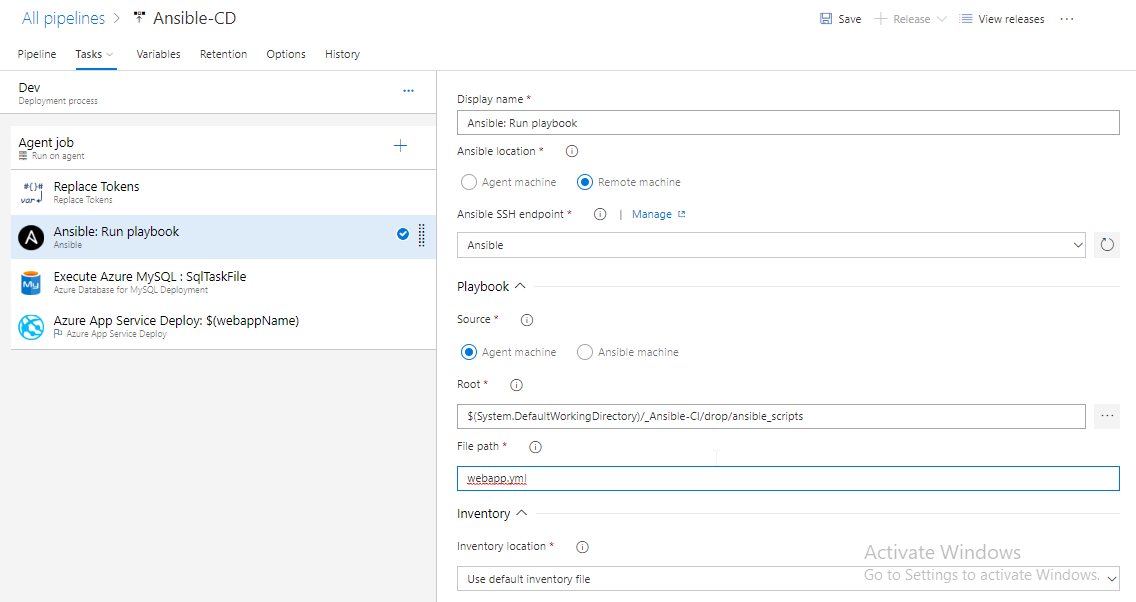 All pipelines > Ansible-CD
Save Release View releases ...
Pipeline Tasks Variables Retention Options History
Dev
Deployment process
...
Agent job
Run on agent
#{}#
var
Replace Tokens
Replace Tokens
A
Ansible: Run playbook
Ansible
My
Execute Azure MySQL : SqlTaskFile
Azure Database for MySQL Deployment
Azure App Service Deploy: $(webappName)
Azure App Service Deploy
Display name *
Ansible: Run playbook
Ansible location *
Agent machine Remote machine
Ansible SSH endpoint * | Manage
Ansible
Playbook
Source *
Agent machine Ansible machine
Root *
$(System.DefaultWorkingDirectory)/_Ansible-CI/drop/ansible_scripts
...
File path *
webapp.yml
Inventory
Inventory location *
Use default inventory file
Activate Windows
Go to Settings to activate Windows.